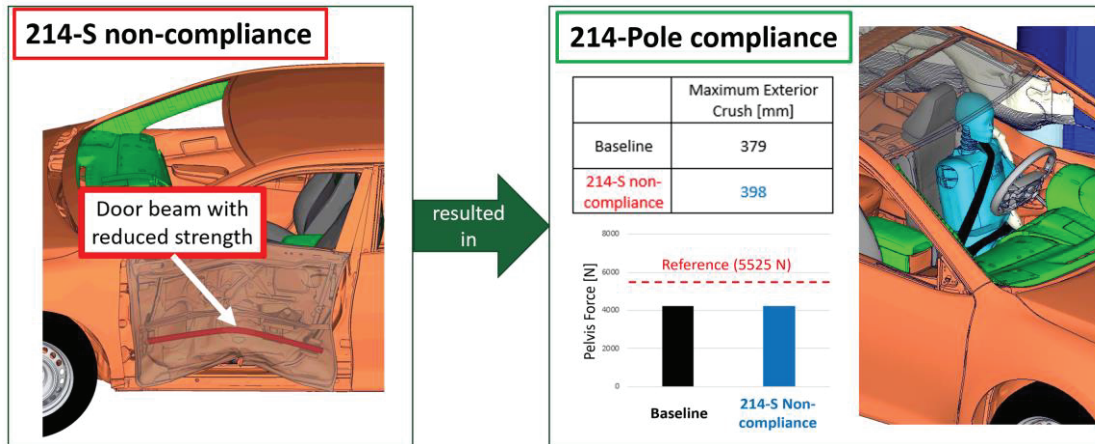 214-S non-compliance
Door beam with
reduced strength
resulted
in
214-Pole compliance
Maximum Exterior
Crush [mm]
Baseline
379
214-S non-
compliance
398
8000
6000
4000
2000
0
Pelvis Force [N]
Reference (5525 N)
Baseline
214-S Non-
compliance